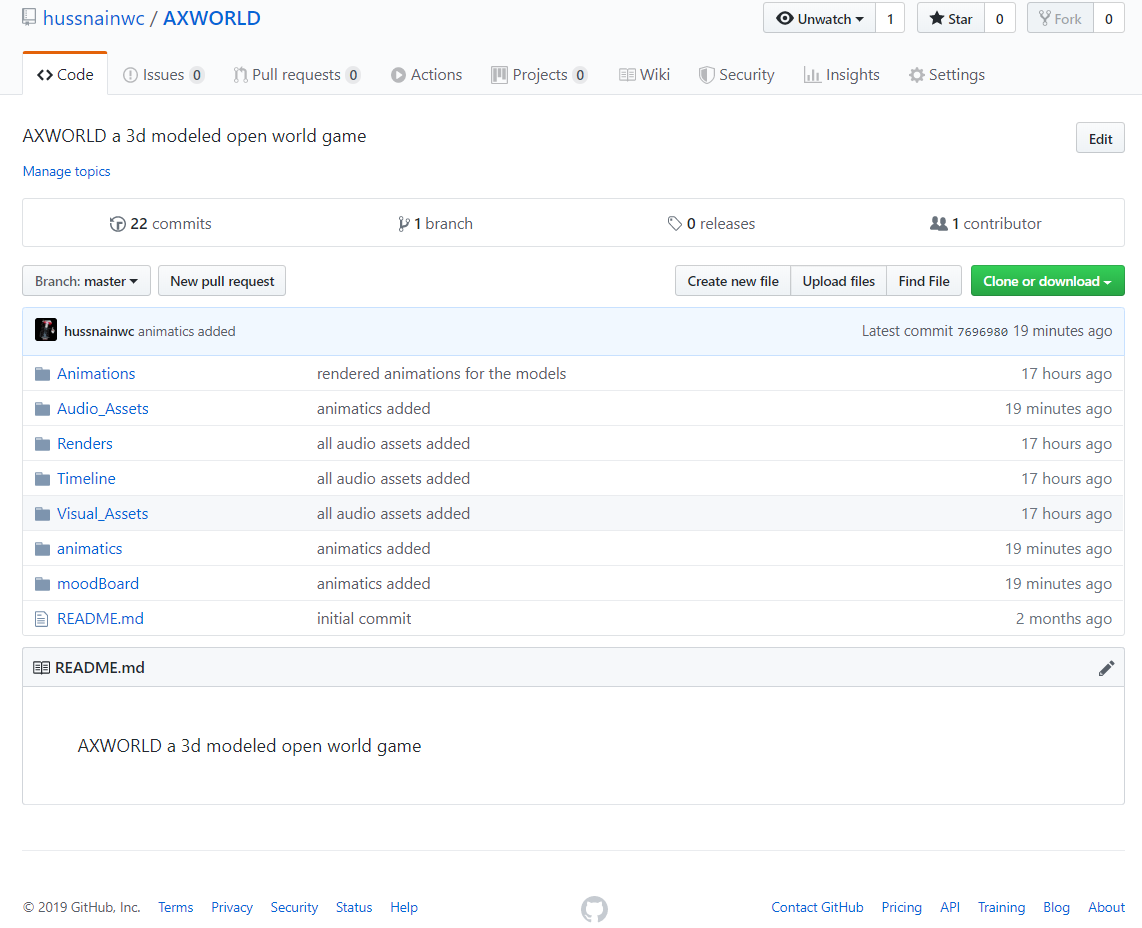 hussnainwc / AXWORLD Unwatch 1 Star 0 Fork 0
Code Issues 0 Pull requests 0 Actions Projects 0 Wiki Security Insights Settings
AXWORLD a 3d modeled open world game Edit
Manage topics
22 commits 1 branch 0 releases 1 contributor
Branch: master New pull request Create new file Upload files Find File Clone or download
hussnainwc animatics added Latest commit 7696980 19 minutes ago
Animations rendered animations for the models 17 hours ago
Audio_Assets animatics added 19 minutes ago
Renders all audio assets added 17 hours ago
Timeline all audio assets added 17 hours ago
Visual_Assets all audio assets added 17 hours ago
animatics animatics added 19 minutes ago
moodBoard animatics added 19 minutes ago
README.md initial commit 2 months ago
README.md
AXWORLD a 3d modeled open world game
© 2019 GitHub, Inc. Terms Privacy Security Status Help Contact GitHub Pricing API Training Blog About